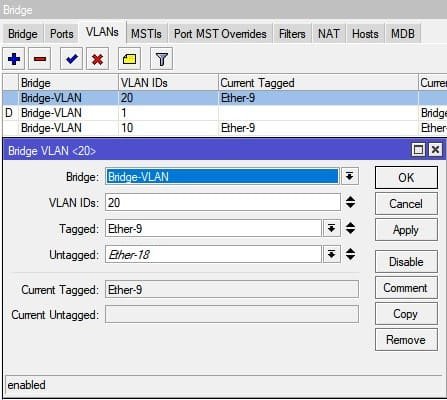 Bridge
Bridge Ports VLANs MSTIs Port MST Overrides Filters NAT Hosts MDB
Bridge VLAN IDs Current Tagged Curre
Bridge-VLAN 20 Ether-9
D Bridge-VLAN 1 Bridg
Bridge-VLAN 10 Ether-9 Ether-
Bridge VLAN <20>
Bridge: Bridge-VLAN OK
VLAN IDs: 20 Cancel
Tagged: Ether-9 Apply
Untagged: Ether-18 Disable
Current Tagged: Ether-9 Comment
Current Untagged: Copy
Remove
enabled